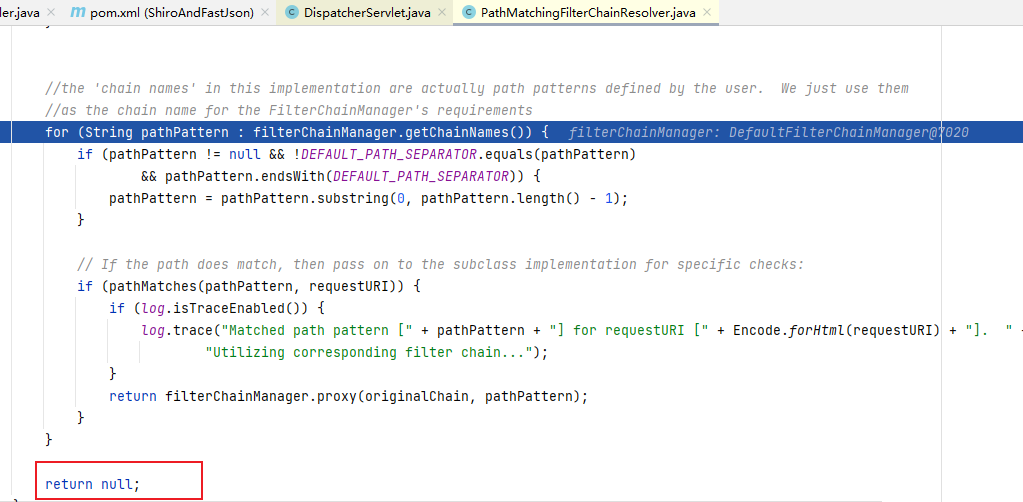 ler.java × pom.xml (ShiroAndFastJson) × DispatcherServlet.java × PathMatchingFilterChainResolver.java ×
//the 'chain names' in this implementation are actually path patterns defined by the user.  We just use them
//as the chain name for the FilterChainManager's requirements
for (String pathPattern : filterChainManager.getChainNames()) {  filterChainManager: DefaultFilterChainManager@7020
if (pathPattern != null && !DEFAULT_PATH_SEPARATOR.equals(pathPattern)
&& pathPattern.endsWith(DEFAULT_PATH_SEPARATOR)) {
pathPattern = pathPattern.substring(0, pathPattern.length() - 1);
}
// If the path does match, then pass on to the subclass implementation for specific checks:
if (pathMatches(pathPattern, requestURI)) {
if (log.isTraceEnabled()) {
log.trace("Matched path pattern [" + pathPattern + "] for requestURI [" + Encode.forHtml(requestURI) + "].  " +
"Utilizing corresponding filter chain...");
}
return filterChainManager.proxy(originalChain, pathPattern);
}
}
return null;